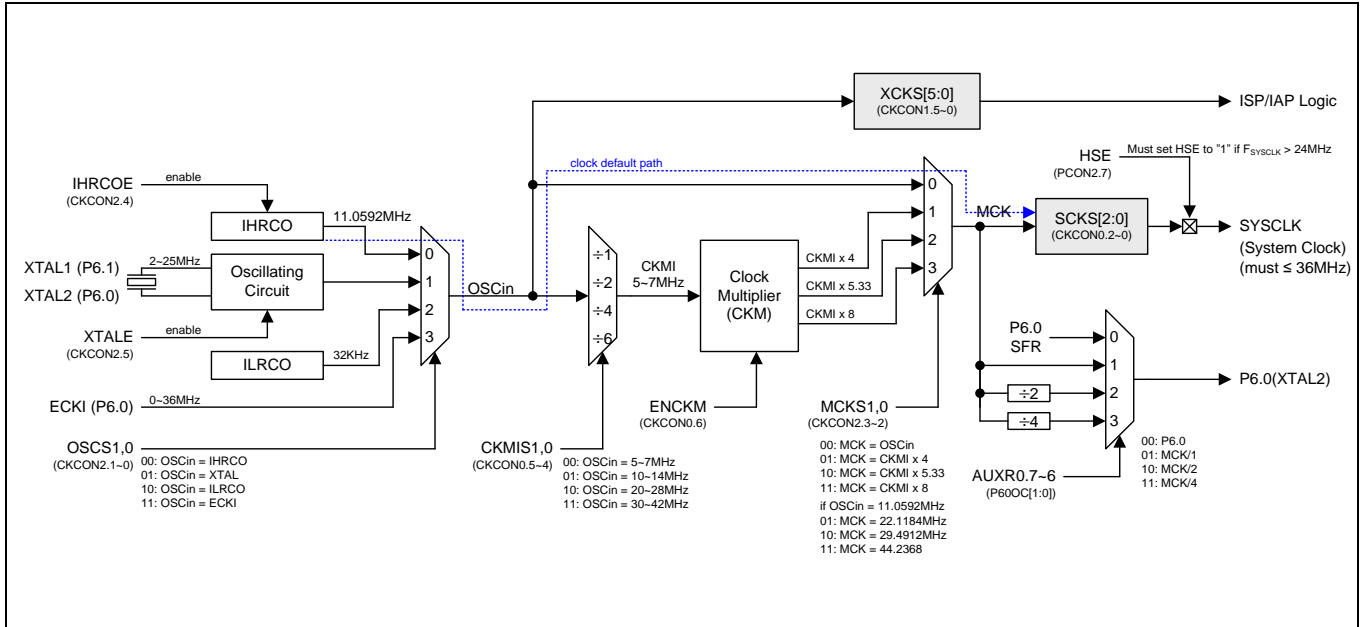 XCKS[5:0]
(CKCON1.5~0)
ISP/IAP Logic
clock default path
HSE
(PCON2.7)
Must set HSE to "1" if FSYSCLK > 24MHz
IHRCOE
(CKCON2.4)
enable
IHRCO
11.0592MHz
XTAL1 (P6.1)
XTAL2 (P6.0)
2~25MHz
Oscillating
Circuit
XTALE
(CKCON2.5)
enable
ILRCO
32KHz
ECKI (P6.0)
0~36MHz
0
1
2
3
OSCin
OSCS1,0
(CKCON2.1~0)
00: OSCin = IHRCO
01: OSCin = XTAL
10: OSCin = ILRCO
11: OSCin = ECKI
÷1
÷2
÷4
÷6
CKMI
5~7MHz
CKMIS1,0
(CKCON0.5~4)
00: OSCin = 5~7MHz
01: OSCin = 10~14MHz
10: OSCin = 20~28MHz
11: OSCin = 30~42MHz
Clock
Multiplier
(CKM)
CKMI x 4
CKMI x 5.33
CKMI x 8
ENCKM
(CKCON0.6)
0
1
2
3
MCK
MCKS1,0
(CKCON2.3~2)
00: MCK = OSCin
01: MCK = CKMI x 4
10: MCK = CKMI x 5.33
11: MCK = CKMI x 8
if OSCin = 11.0592MHz
01: MCK = 22.1184MHz
10: MCK = 29.4912MHz
11: MCK = 44.2368
SCKS[2:0]
(CKCON0.2~0)
SYSCLK
(System Clock)
(must ≤ 36MHz)
P6.0
SFR
÷2
÷4
0
1
2
3
P6.0(XTAL2)
AUXR0.7~6
(P60OC[1:0])
00: P6.0
01: MCK/1
10: MCK/2
11: MCK/4